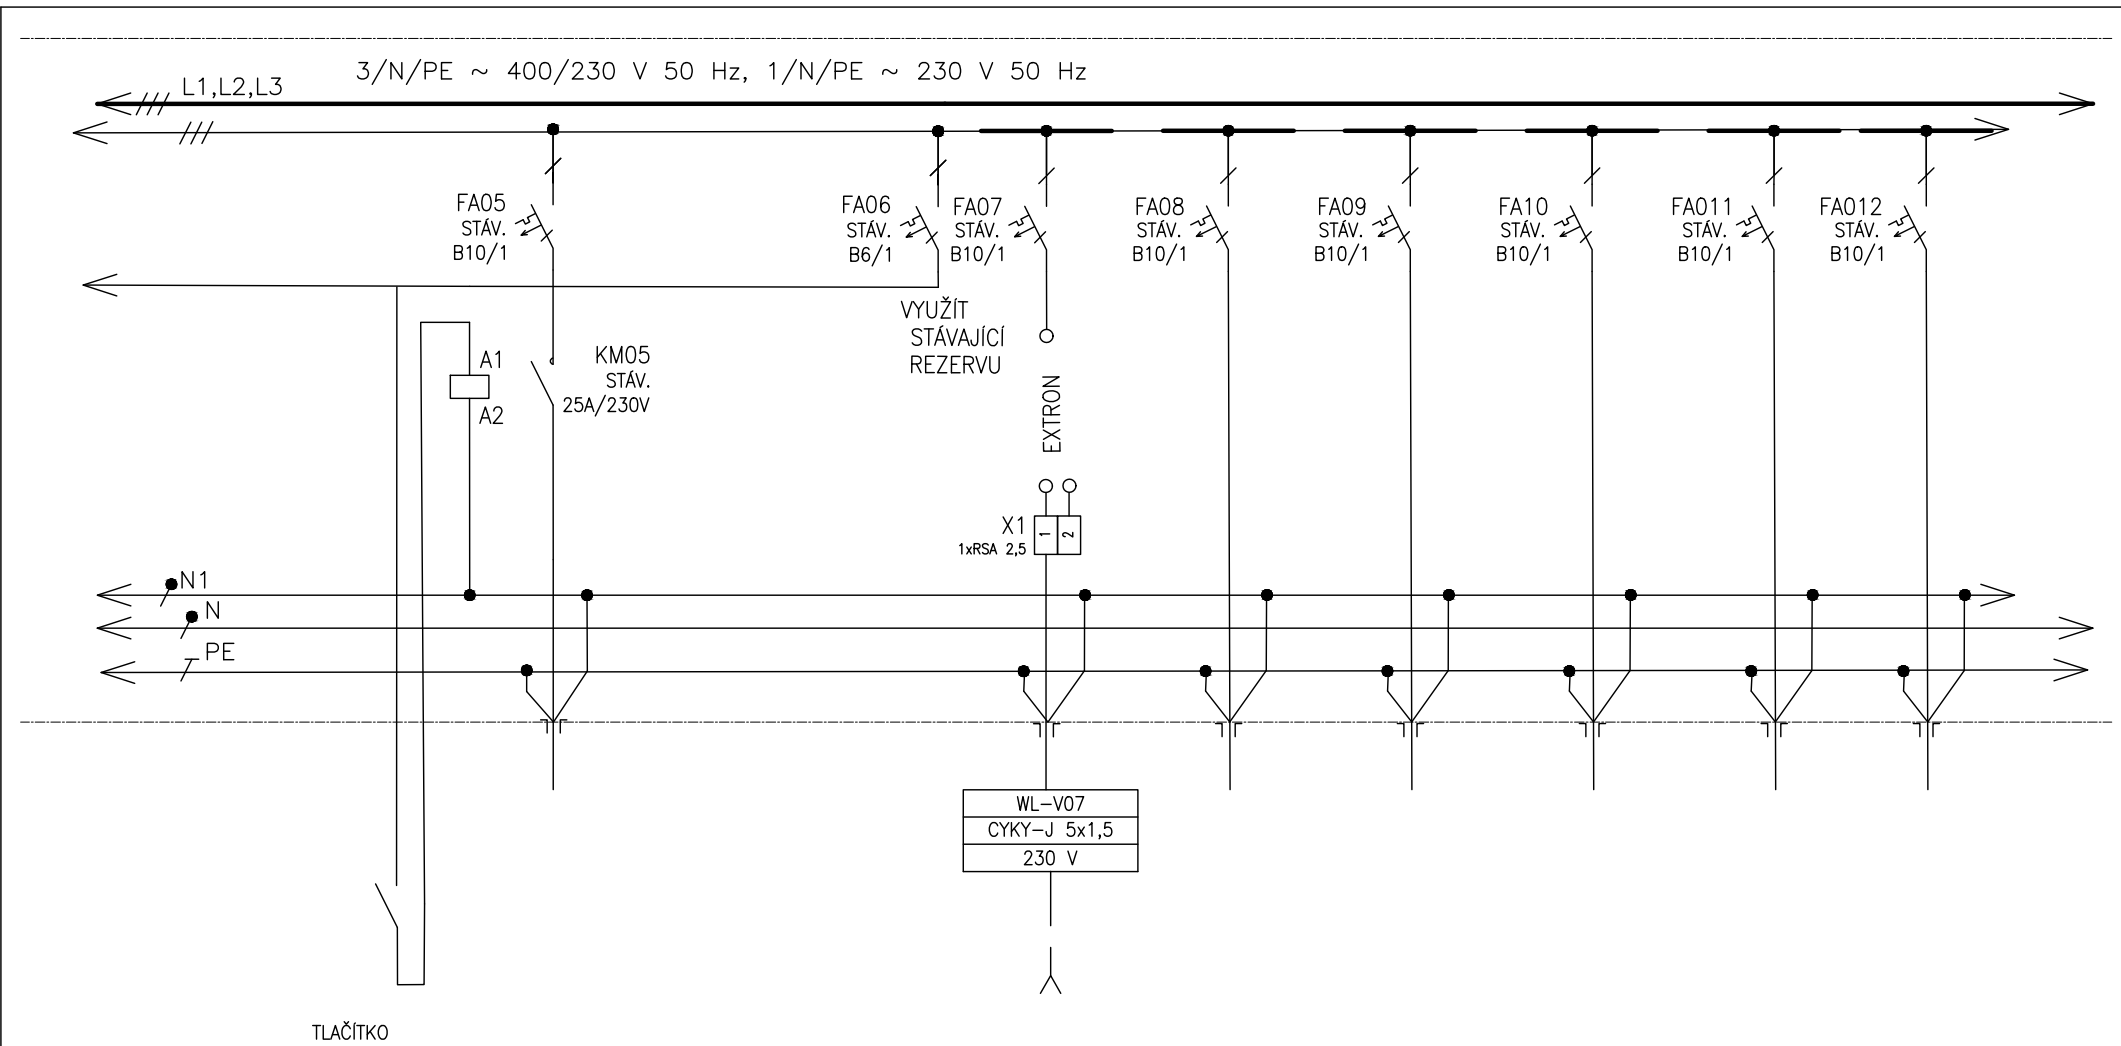 3/N/PE ~ 400/230 V 50 Hz, 1/N/PE ~ 230 V 50 Hz
L1,L2,L3
FA05
STÁV.
B10/1
FA06
STÁV.
B6/1
FA07
STÁV.
B10/1
FA08
STÁV.
B10/1
FA09
STÁV.
B10/1
FA10
STÁV.
B10/1
FA011
STÁV.
B10/1
FA012
STÁV.
B10/1
VYUŽÍT
STÁVAJÍCÍ
REZERVU
A1
A2
KM05
STÁV.
25A/230V
EXTRON
X1
1xRSA 2,5
1
2
N1
N
PE
WL-V07
CYKY-J 5x1,5
230 V
TLAČÍTKO